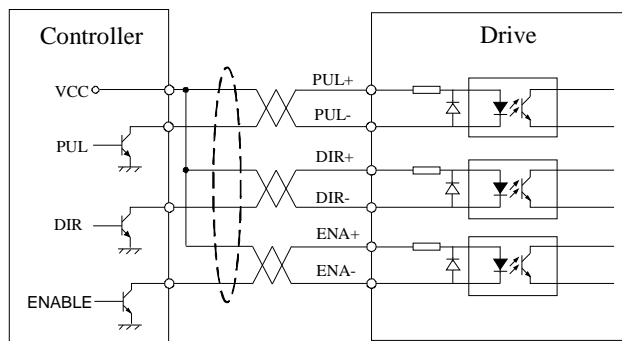 Controller
Drive
VCC
PUL+
PUL-
PUL
DIR+
DIR-
DIR
ENA+
ENA-
ENABLE